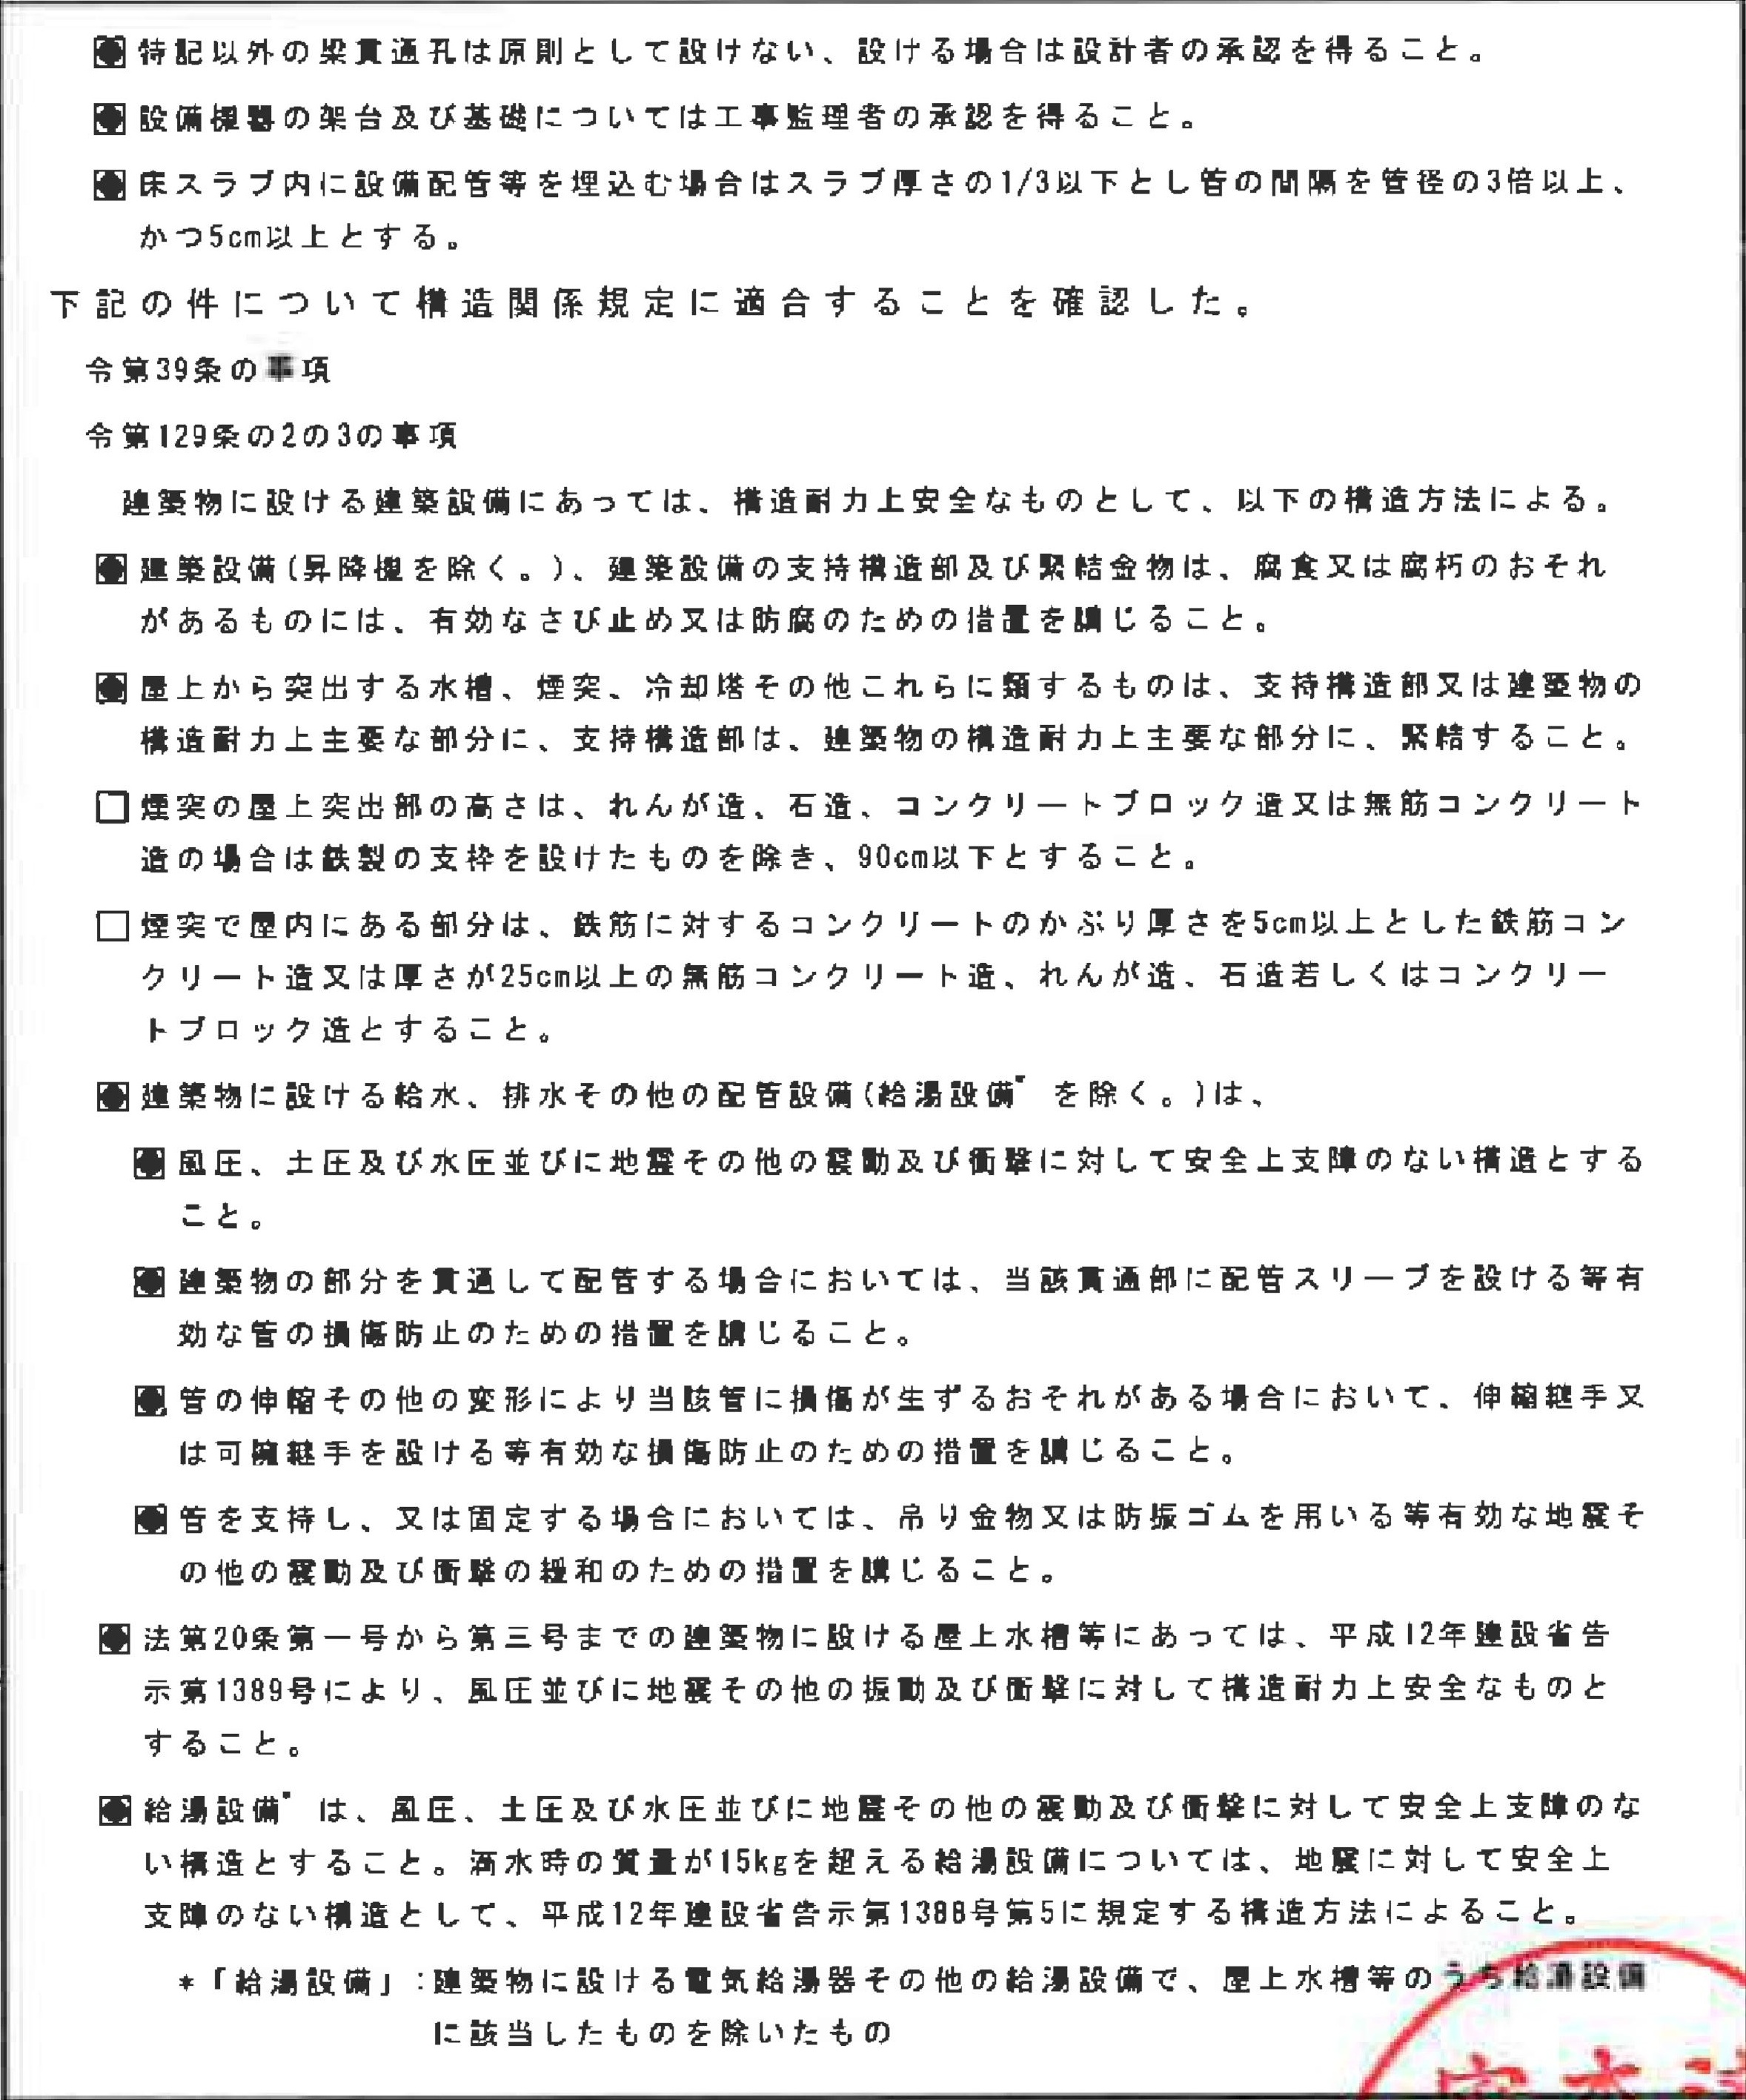 特記以外の梁貫通孔は原則として設けない、設ける場合は設計者の承認を得ること。
設備機器の架台及び基礎については工事監理者の承認を得ること。
床スラブ内に設備配管等を埋込む場合はスラブ厚さの1/3以下とし管の間隔を管径の3倍以上、
かつ5cm以上とする。
下記の件について構造関係規定に適合することを確認した。
令第39条の事項
令第129条の2の3の事項
建築物に設ける建築設備にあっては、構造耐力上安全なものとして、以下の構造方法による。
建築設備(昇降機を除く。)、建築設備の支持構造部及び緊結金物は、腐食又は腐朽のおそれ
があるものには、有効なさび止め又は防腐のための措置を講じること。
屋上から突出する水槽、煙突、冷却塔その他これらに類するものは、支持構造部又は建築物の
構造耐力上主要な部分に、支持構造部は、建築物の構造耐力上主要な部分に、緊結すること。
□煙突の屋上突出部の高さは、れんが造、石造、コンクリートブロック造又は無筋コンクリート
造の場合は鉄製の支枠を設けたものを除き、90cm以下とすること。
□煙突で屋内にある部分は、鉄筋に対するコンクリートのかぶり厚さを5cm以上とした鉄筋コン
クリート造又は厚さが25cm以上の無筋コンクリート造、れんが造、石造若しくはコンクリー
トブロック造とすること。
建築物に設ける給水、排水その他の配管設備(給湯設備* を除く。)は、
風圧、土圧及び水圧並びに地震その他の震動及び衝撃に対して安全上支障のない構造とする
こと。
建築物の部分を貫通して配管する場合においては、当該貫通部に配管スリーブを設ける等有
効な管の損傷防止のための措置を講じること。
管の伸縮その他の変形により当該管に損傷が生ずるおそれがある場合において、伸縮継手又
は可撓継手を設ける等有効な損傷防止のための措置を講じること。
管を支持し、又は固定する場合においては、吊り金物又は防振ゴムを用いる等有効な地震そ
の他の震動及び衝撃の緩和のための措置を講じること。
法第20条第一号から第三号までの建築物に設ける屋上水槽等にあっては、平成12年建設省告
示第1389号により、風圧並びに地震その他の振動及び衝撃に対して構造耐力上安全なものと
すること。
給湯設備* は、風圧、土圧及び水圧並びに地震その他の震動及び衝撃に対して安全上支障のな
い構造とすること。満水時の質量が15kgを超える給湯設備については、地震に対して安全上
支障のない構造として、平成12年建設省告示第1388号第5に規定する構造方法によること。
*「給湯設備」:建築物に設ける電気給湯器その他の給湯設備で、屋上水槽等のうち給湯設備
に該当したものを除いたもの